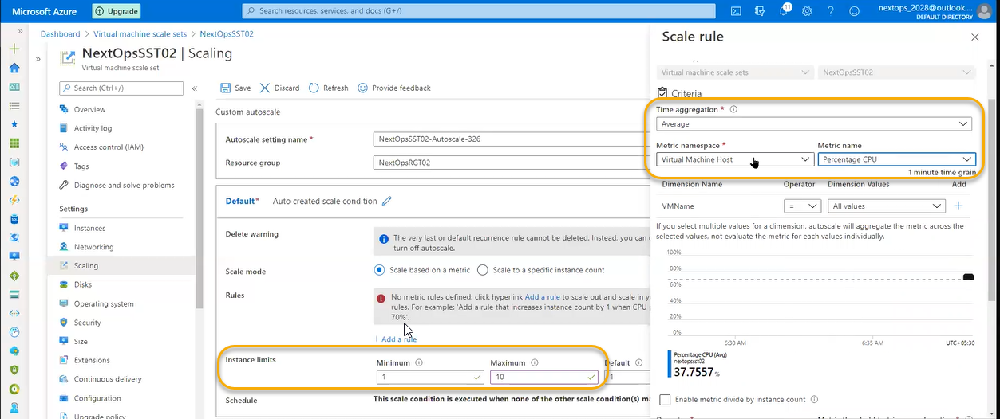 Microsoft Azure
Upgrade
Search resources, services, and docs (G+/)
11
nextops_2028@outlook....
DEFAULT DIRECTORY
Dashboard > Virtual machine scale sets > NextOpsSST02
NextOpsSST02 | Scaling
Virtual machine scale set
Search (Ctrl+/)
Overview
Activity log
Access control (IAM)
Tags
Diagnose and solve problems
Settings
Instances
Networking
Scaling
Disks
Operating system
Security
Size
Extensions
Continuous delivery
Configuration
Upgrade policy
Save
Discard
Refresh
Provide feedback
Custom autoscale
Autoscale setting name *
NextOpsSST02-Autoscale-326
Resource group
NextOpsRGT02
Default* Auto created scale condition
Delete warning
The very last or default recurrence rule cannot be deleted. Instead, you can
turn off autoscale.
Scale mode
Scale based on a metric
Scale to a specific instance count
Rules
No metric rules defined; click hyperlink Add a rule to scale out and scale in
rules. For example: 'Add a rule that increases instance count by 1 when CPU
70%'.
+ Add a rule
Instance limits
Minimum
1
Maximum
10
Default
1
Schedule
This scale condition is executed when none of the other scale condition(s)
Scale rule
Virtual machine scale sets
NextOpsSST02
Criteria
Time aggregation *
Average
Metric namespace *
Metric name
Virtual Machine Host
Percentage CPU
1 minute time grain
Dimension Name
Operator
Dimension Values
Add
VMName
=
All values
+
If you select multiple values for a dimension, autoscale will aggregate the metric across the
selected values, not evaluate the metric for each values individually.
100%
80%
60%
40%
20%
0%
6:30 AM
6:35 AM
UTC+05:30
Percentage CPU (Avg)
nextopssst02
37.7557 %
Enable metric divide by instance count